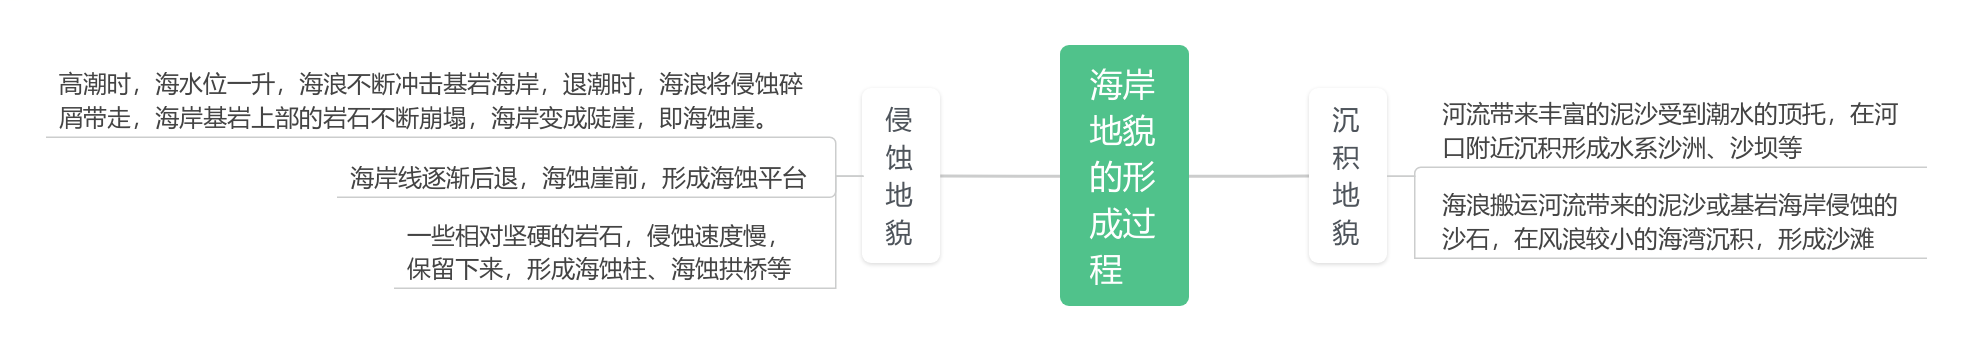 高潮时，海水位一升，海浪不断冲击基岩海岸，退潮时，海浪将侵蚀碎
屑带走，海岸基岩上部的岩石不断崩塌，海岸变成陡崖，即海蚀崖。
海岸线逐渐后退，海蚀崖前，形成海蚀平台
一些相对坚硬的岩石，侵蚀速度慢，
保留下来，形成海蚀柱、海蚀拱桥等
侵
蚀
地
貌
海岸
地貌
的形
成过
程
沉
积
地
貌
河流带来丰富的泥沙受到潮水的顶托，在河
口附近沉积形成水系沙洲、沙坝等
海浪搬运河流带来的泥沙或基岩海岸侵蚀的
沙石，在风浪较小的海湾沉积，形成沙滩